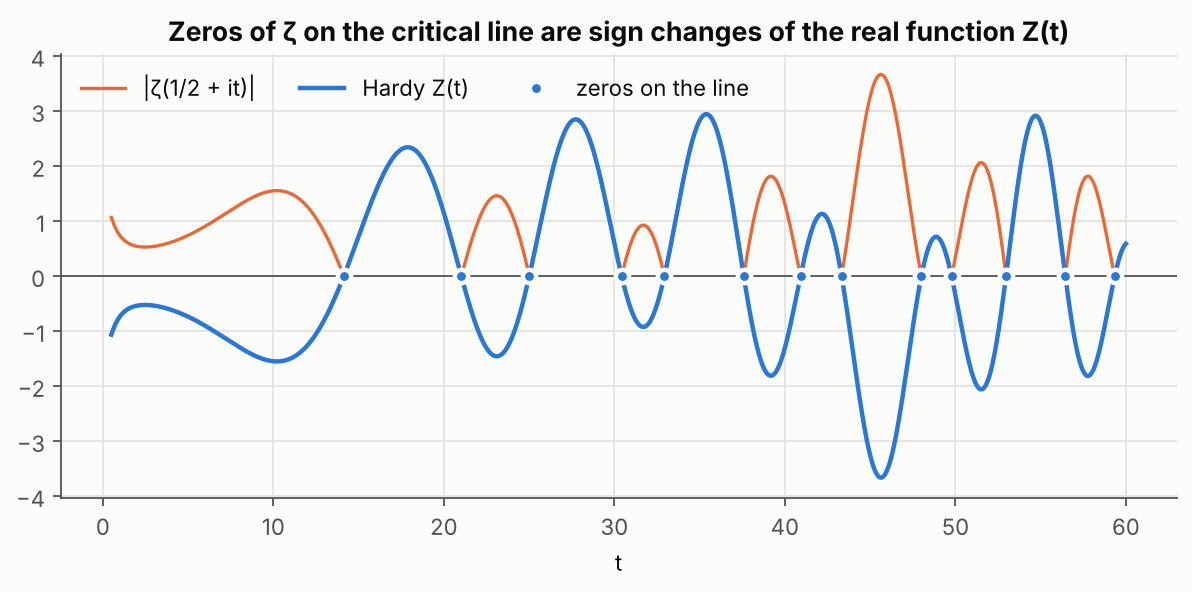 Zeros of ζ on the critical line are sign changes of the real function Z(t)
|ζ(1/2 + it)| Hardy Z(t) zeros on the line
4
3
2
1
0
−1
−2
−3
−4
0 10 20 30 40 50 60
t